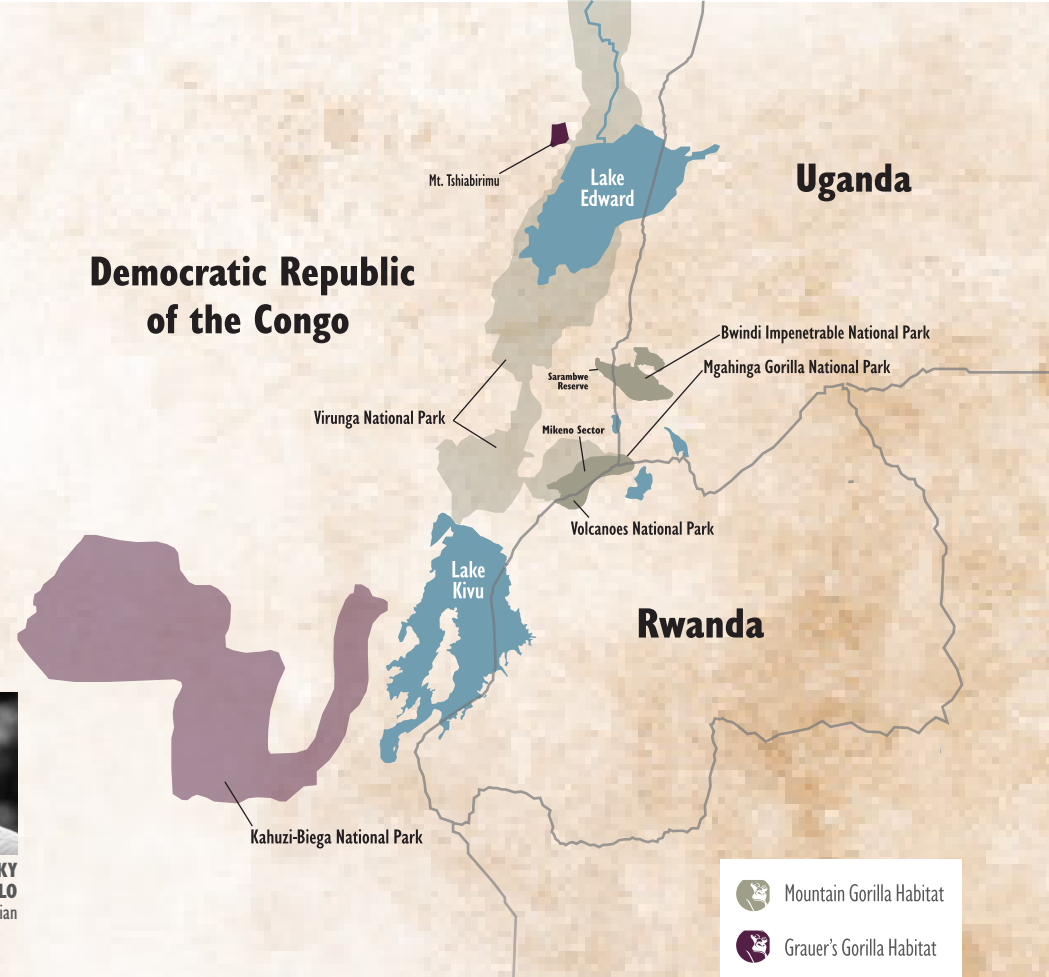 Mt. Tshiabirimu
Lake
Edward
Uganda
Democratic Republic
of the Congo
Bwindi Impenetrable National Park
Mgahinga Gorilla National Park
Sarambwe
Reserve
Virunga National Park
Mikeno Sector
Volcanoes National Park
Lake
Kivu
Rwanda
Kahuzi-Biega National Park
KY
LO
ian
Mountain Gorilla Habitat
Grauer's Gorilla Habitat